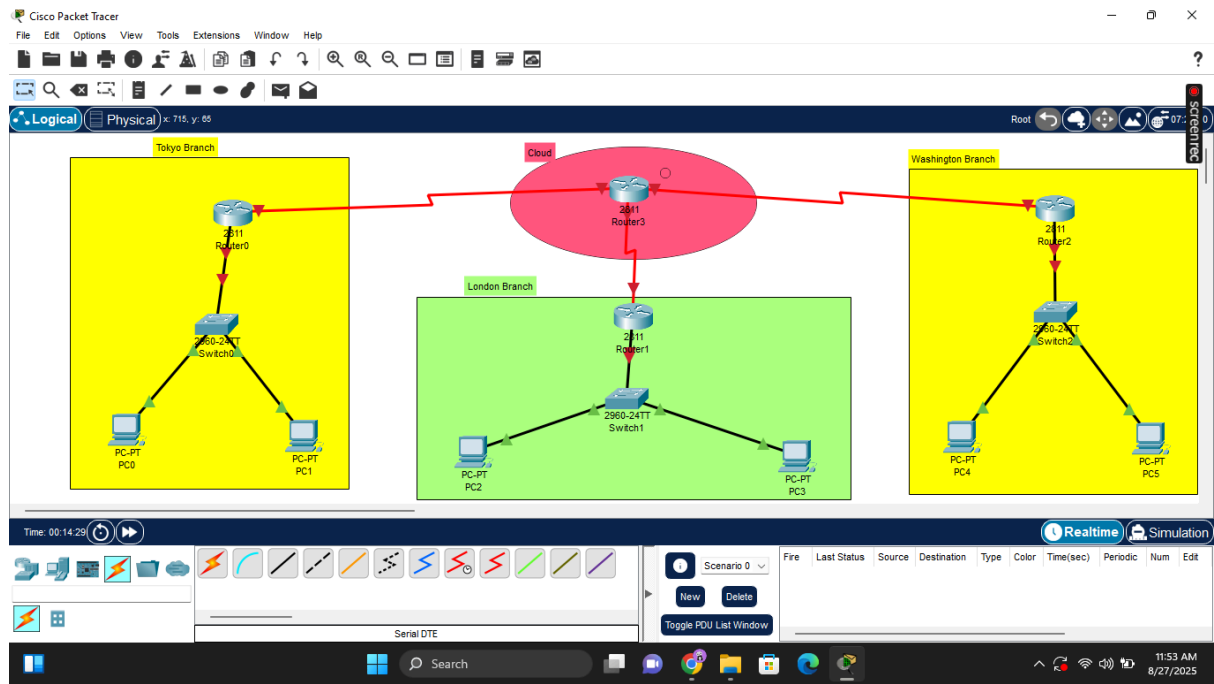 Cisco Packet Tracer
File Edit Options View Tools Extensions Window Help
?
Logical Physical x: 715, y: 65
Root
screenrec
Tokyo Branch
Cloud
Washington Branch
2811
Router0
2811
Router3
2811
Router2
London Branch
2811
Router1
2960-24TT
Switch0
2960-24TT
Switch1
2960-24TT
Switch2
PC-PT
PC0
PC-PT
PC1
PC-PT
PC2
PC-PT
PC3
PC-PT
PC4
PC-PT
PC5
Time: 00:14:29
Realtime Simulation
Scenario 0
New Delete
Toggle PDU List Window
Fire Last Status Source Destination Type Color Time(sec) Periodic Num Edit
Serial DTE
Search
11:53 AM
8/27/2025